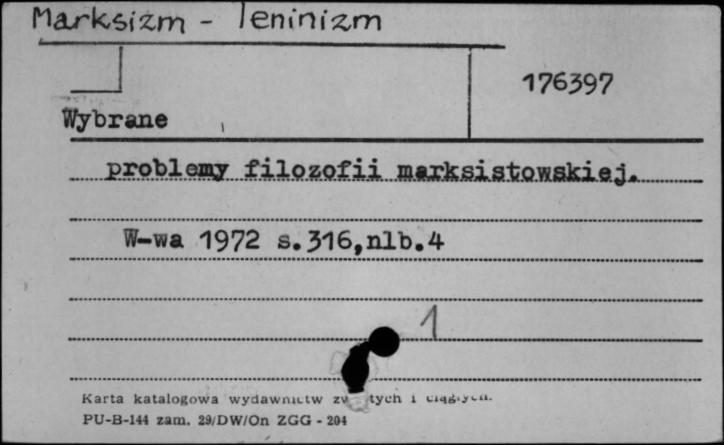 Marksizm - leninizm
176397
Wybrane
problemy filozofii marksistowskiej.
W-wa 1972 s.316,nlb.4
1
Karta katalogowa wydawnictw i
PU-B-144 zam. 29/DW/On ZGG - 204